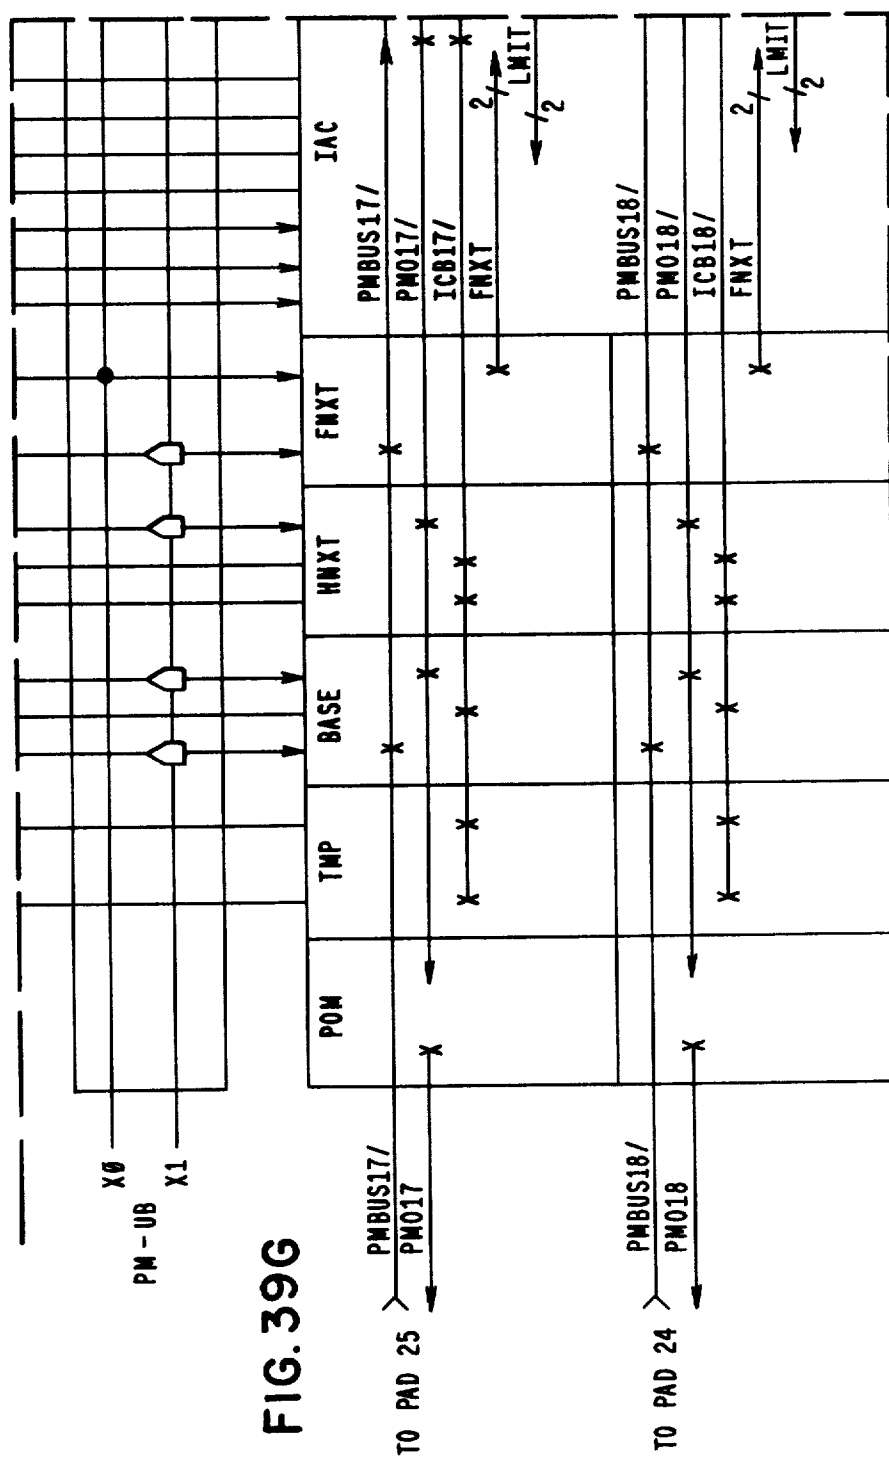 X0
PM-UB
X1
POM
TMP
BASE
HNXT
FNXT
IAC
PMBUS17/
PMO17/
ICB17/
FNXT
2
LMIT
2
PMBUS17/
PMO17
TO PAD 25
PMBUS18/
PMO18/
ICB18/
FNXT
2
LMIT
2
PMBUS18/
PMO18
TO PAD 24
FIG. 39G